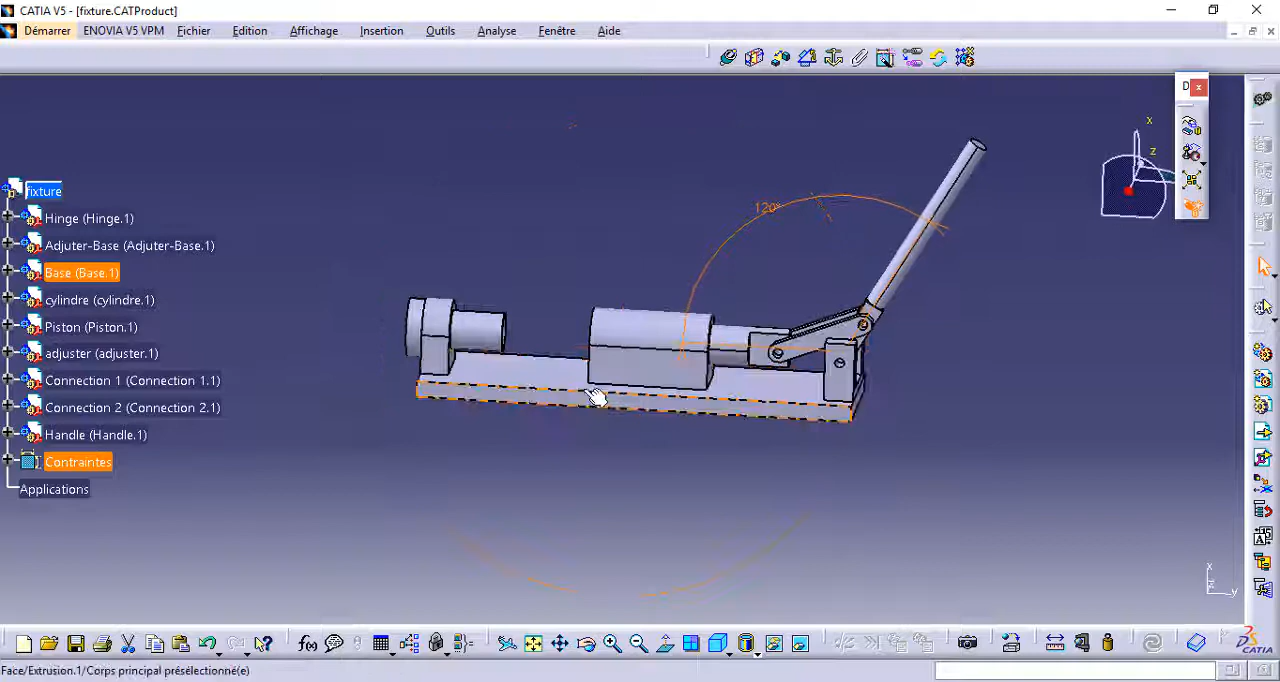 CATIA V5 - [fixture.CATProduct]
Démarrer ENOVIA V5 VPM Fichier Edition Affichage Insertion Outils Analyse Fenêtre Aide
D
x
z
120°
fixture
Hinge (Hinge.1)
Adjuter-Base (Adjuter-Base.1)
Base (Base.1)
cylindre (cylindre.1)
Piston (Piston.1)
adjuster (adjuster.1)
Connection 1 (Connection 1.1)
Connection 2 (Connection 2.1)
Handle (Handle.1)
Contraintes
Applications
x
y
f(x)
CATIA
Face/Extrusion.1/Corps principal présélectionné(e)